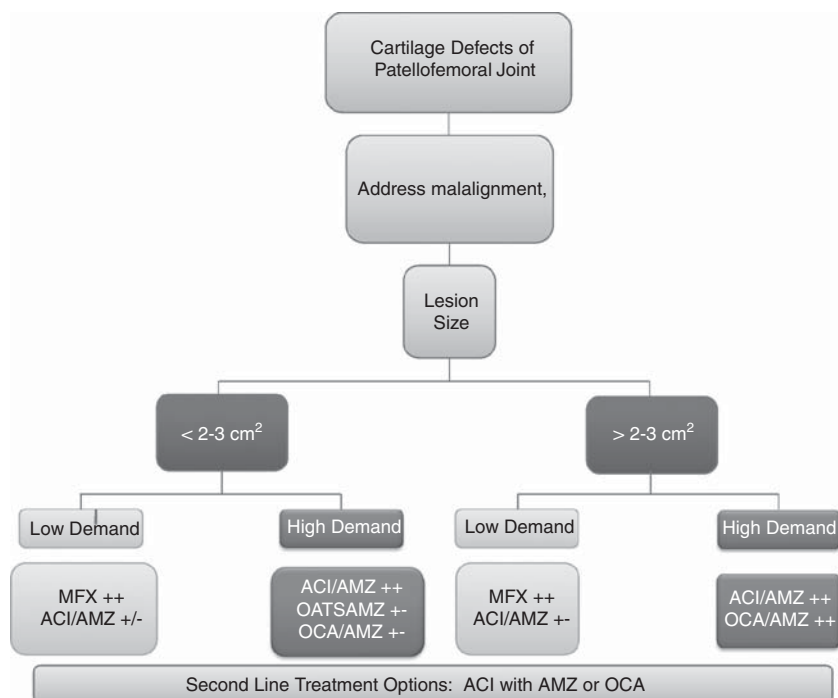 Cartilage Defects of
Patellofemoral Joint
Address malalignment,
Lesion
Size
< 2-3 cm²
> 2-3 cm²
Low Demand
High Demand
Low Demand
High Demand
MFX ++
ACI/AMZ +/-
ACI/AMZ ++
OATSAMZ +-
OCA/AMZ +-
MFX ++
ACI/AMZ +-
ACI/AMZ ++
OCA/AMZ ++
Second Line Treatment Options: ACI with AMZ or OCA